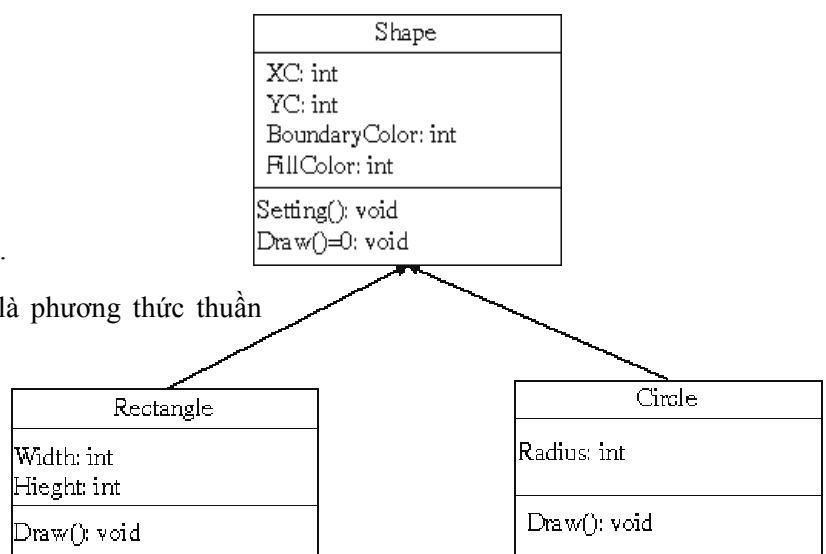 Shape
XC: int
YC: int
BoundaryColor: int
FillColor: int
Setting(): void
Draw()=0: void
.
là phương thức thuần
Rectangle
Width: int
Hieght: int
Draw(): void
Circle
Radius: int
Draw(): void